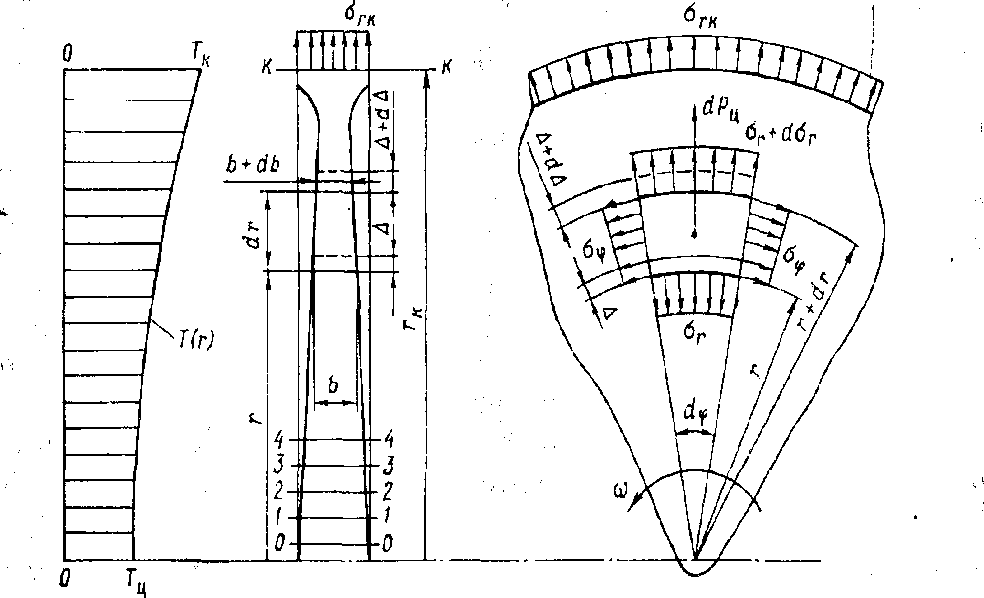 0
Tк
T(r)
0
Tц
σrк
К
К
Δ+dΔ
b+db
dr
Δ
rк
b
r
4
4
3
3
2
2
1
1
0
0
σrк
dPц
σr+dσr
Δ+dΔ
σφ
σφ
Δ
σr
r
r+dr
dφ
ω